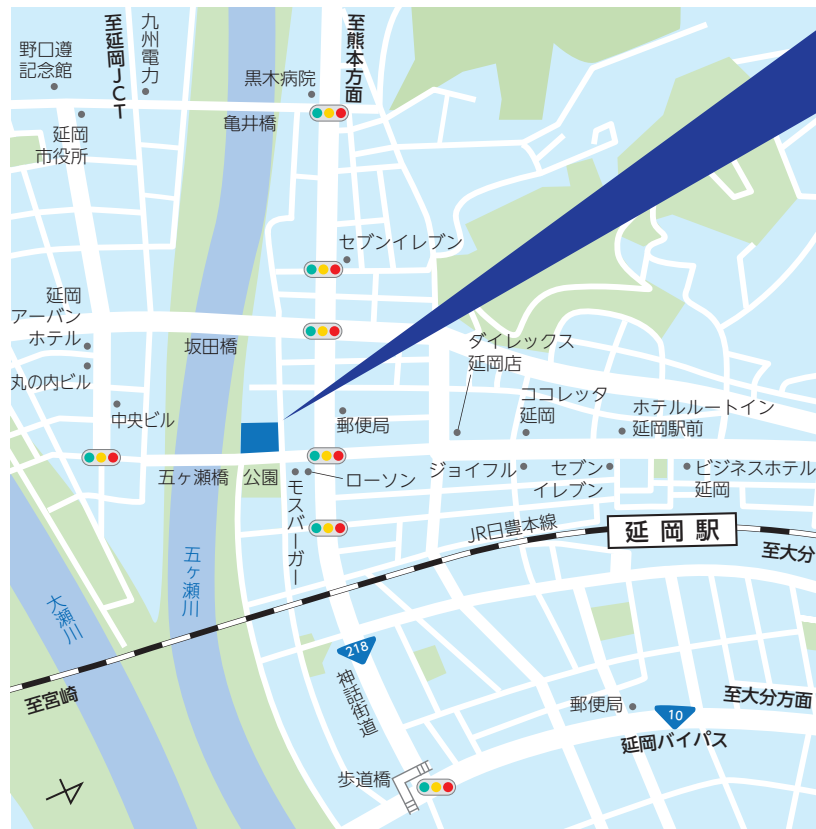 野口遵
記念館
至延岡JCT
九州電力
黒木病院
至熊本方面
亀井橋
延岡
市役所
セブンイレブン
延岡
アーバン
ホテル
坂田橋
ダイレックス
延岡店
丸の内ビル
中央ビル
郵便局
ココレッタ
延岡
ホテルルートイン
延岡駅前
五ヶ瀬橋
公園
モスバーガー
ローソン
ジョイフル
セブン
イレブン
ビジネスホテル
延岡
JR日豊本線
延岡駅
至大分
五ヶ瀬川
大瀬川
至宮崎
218
神話街道
郵便局
10
至大分方面
延岡バイパス
歩道橋